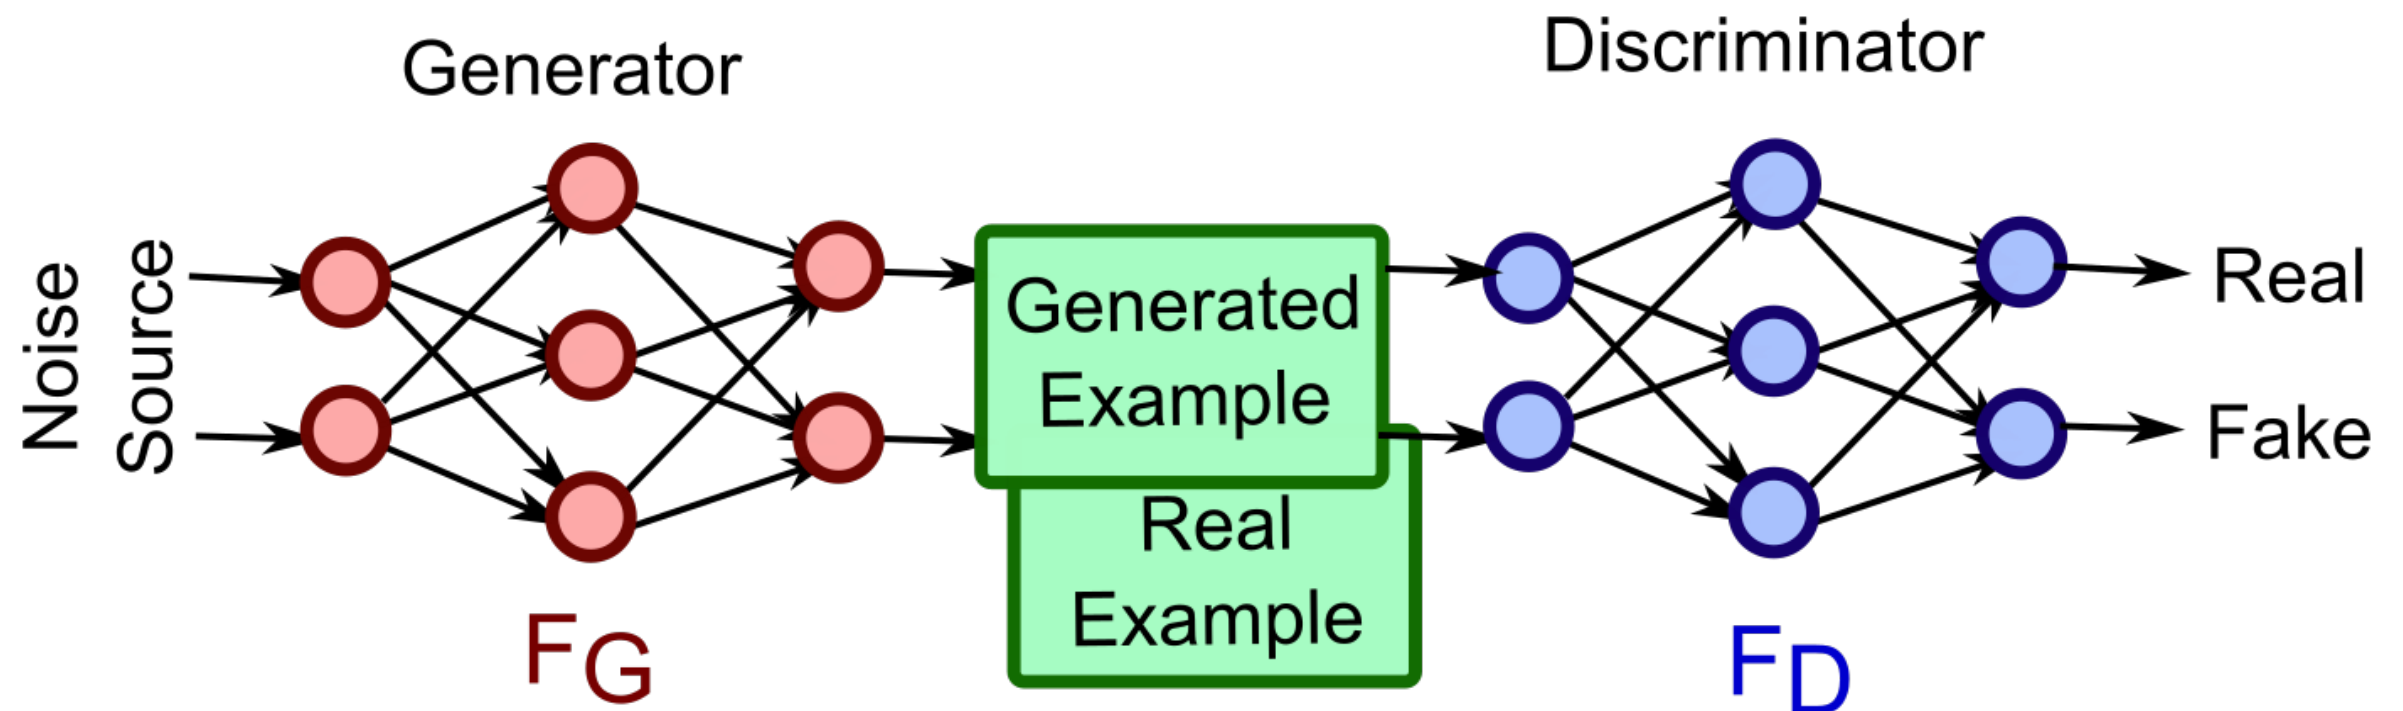 Generator
Discriminator
Noise
Source
Generated
Example
Real
Example
Real
Fake
FG
FD